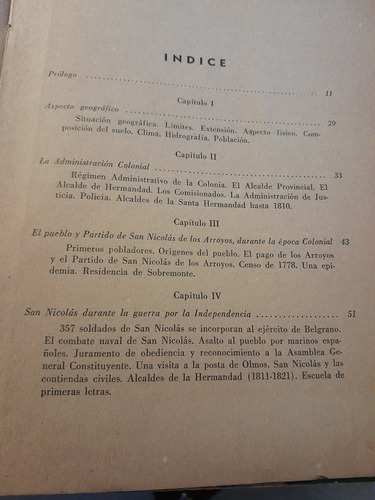 INDICE
Prólogo ........................................................ 11
Capítulo I
Aspecto geográfico ................................................ 29
Situación geográfica. Límites. Extensión. Aspecto físico. Com-
posición del suelo. Clima. Hidrografía. Población.
Capítulo II
La Administración Colonial ................................................ 33
Régimen Administrativo de la Colonia. El Alcalde Provincial. El
Alcalde de Hermandad. Los Comisionados. La Administración de Jus-
ticia. Policía. Alcaldes de la Santa Hermandad hasta 1810.
Capítulo III
El pueblo y Partido de San Nicolás de los Arroyos, durante la época Colonial 43
Primeros pobladores. Orígenes del pueblo. El pago de los Arroyos
y el Partido de San Nicolás de los Arroyos. Censo de 1778. Una epi-
demia. Residencia de Sobremonte.
Capítulo IV
San Nicolás durante la guerra por la Independencia .................... 51
357 soldados de San Nicolás se incorporan al ejército de Belgrano.
El combate naval de San Nicolás. Asalto al pueblo por marinos espa-
ñoles. Juramento de obediencia y reconocimiento a la Asamblea Ge-
neral Constituyente. Una visita a la posta de Olmos. San Nicolás y las
contiendas civiles. Alcaldes de la Hermandad (1811-1821). Escuela de
primeras letras.